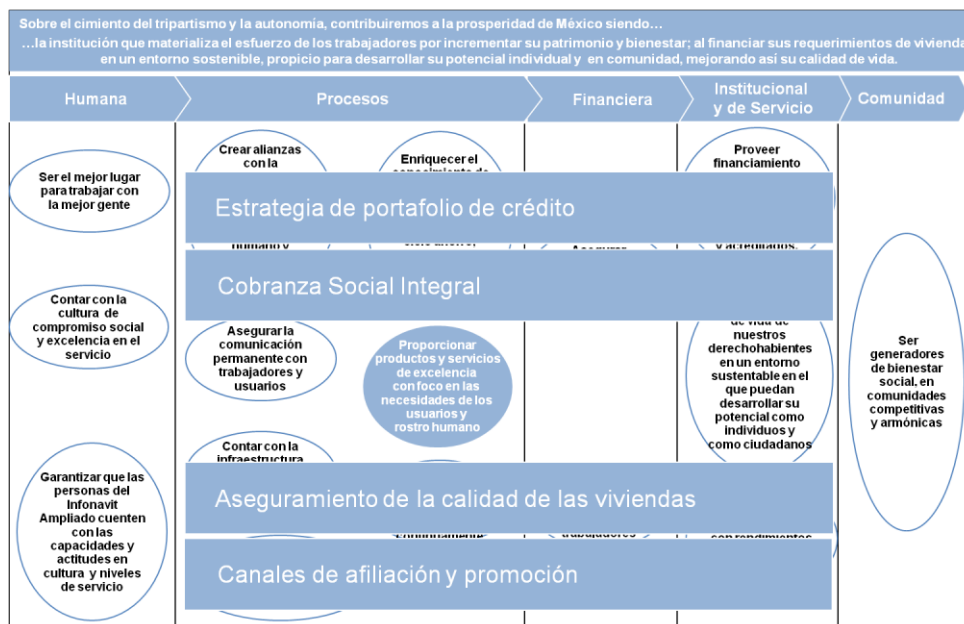 Sobre el cimiento del tripartismo y la autonomía, contribuiremos a la prosperidad de México siendo…
…la institución que materializa el esfuerzo de los trabajadores por incrementar su patrimonio y bienestar; al financiar sus requerimientos de vivienda
en un entorno sostenible, propicio para desarrollar su potencial individual y en comunidad, mejorando así su calidad de vida.
Humana
Procesos
Financiera
Institucional
y de Servicio
Comunidad
Ser el mejor lugar
para trabajar con
la mejor gente
Contar con la
cultura de
compromiso social
y excelencia en el
servicio
Garantizar que las
personas del
Infonavit
Ampliado cuenten
con las
capacidades y
actitudes en
cultura y niveles
de servicio
Crear alianzas
con la
humano y
Enriquecer el
Estrategia de portafolio de crédito
Cobranza Social Integral
Asegurar la
comunicación
permanente con
trabajadores y
usuarios
Proporcionar
productos y servicios
de excelencia
con foco en las
necesidades de los
usuarios y
rostro humano
Contar con la
infraestructura
Aseguramiento de la calidad de las viviendas
trabajadores
Canales de afiliación y promoción
Proveer
financiamiento
y acreditados.
de vida de
nuestros
derechohabientes
en un entorno
sustentable en el
que puedan
desarrollar su
potencial como
individuos y
como ciudadanos
con rendimientos
Ser
generadores
de bienestar
social, en
comunidades
competitivas
y armónicas